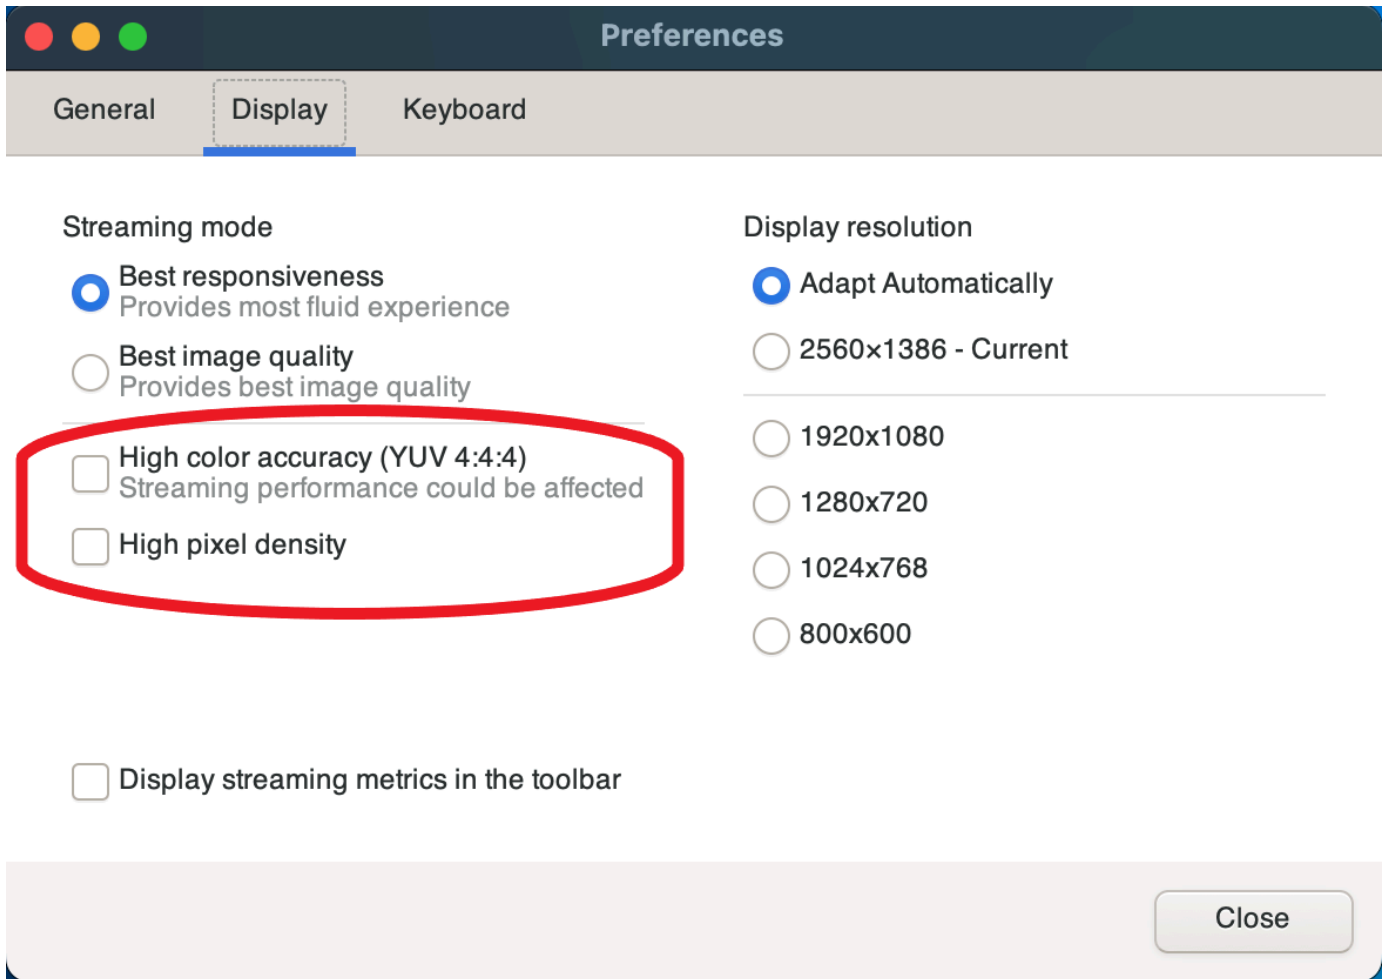 Preferences
General
Display
Keyboard
Streaming mode
Best responsiveness
Provides most fluid experience
Best image quality
Provides best image quality
High color accuracy (YUV 4:4:4)
Streaming performance could be affected
High pixel density
Display streaming metrics in the toolbar
Display resolution
Adapt Automatically
2560×1386 - Current
1920x1080
1280x720
1024x768
800x600
Close